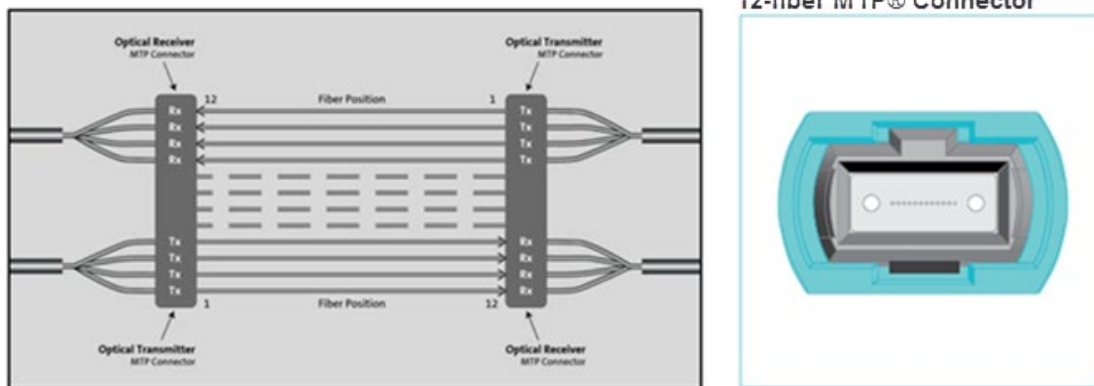 12-fiber MTP® Connector
Optical Receiver
MTP Connector
Optical Transmitter
MTP Connector
12
Fiber Position
1
Rx
Tx
Rx
Tx
Rx
Tx
Rx
Tx
Tx
Rx
Tx
Rx
Tx
Rx
Tx
Rx
1
Fiber Position
12
Optical Transmitter
MTP Connector
Optical Receiver
MTP Connector